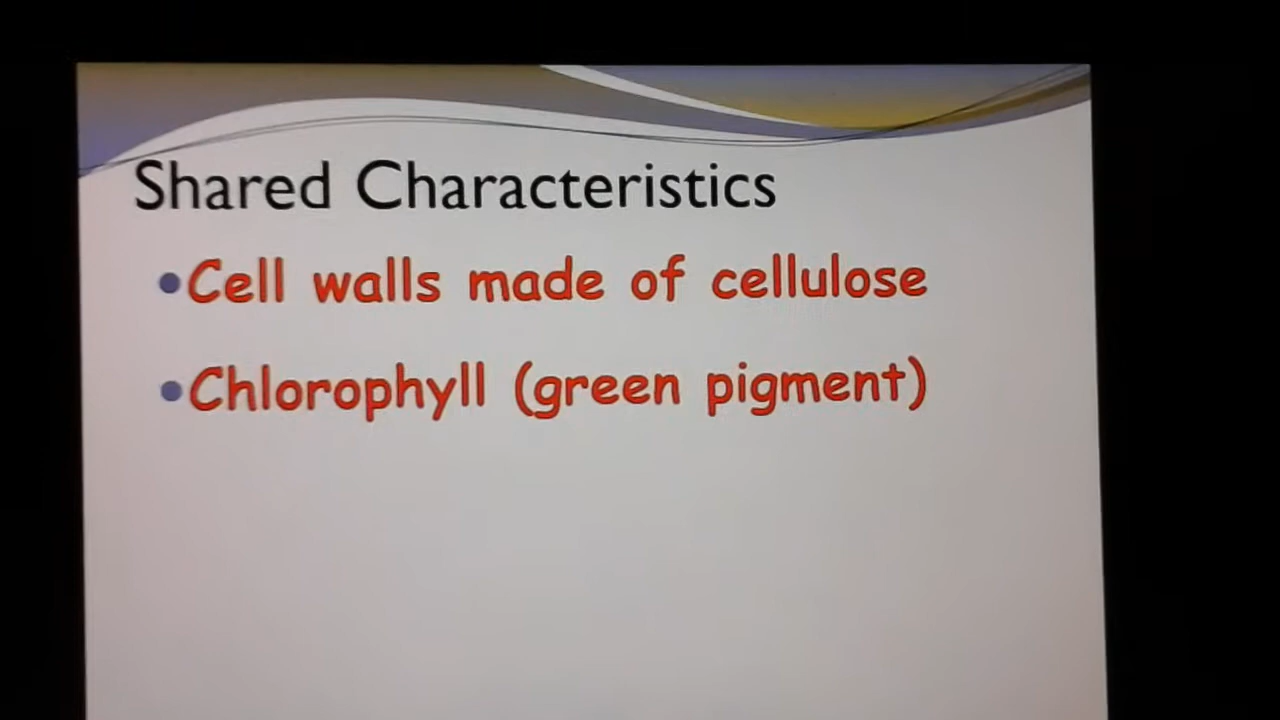 Shared Characteristics
•Cell walls made of cellulose
•Chlorophyll (green pigment)